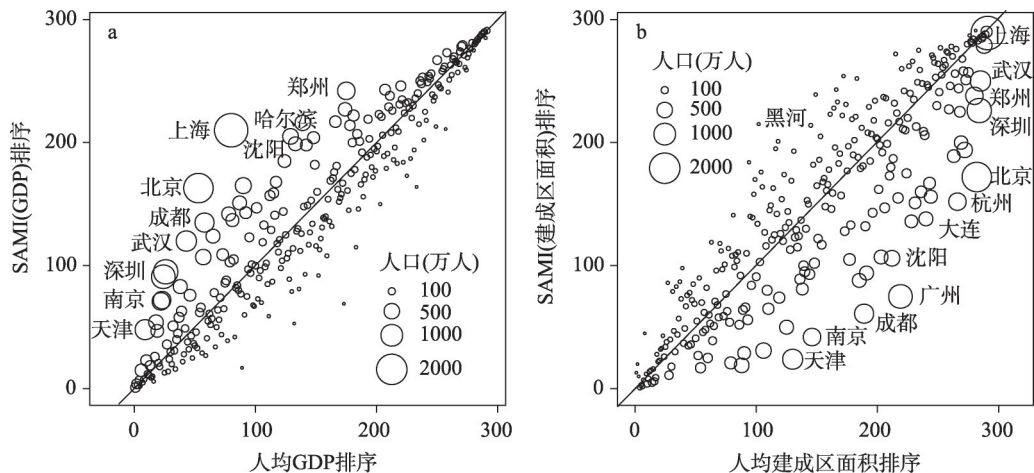 a
SAMI(GDP)排序
300
200
100
0
郑州
上海
哈尔滨
沈阳
北京
成都
武汉
深圳
南京
天津
人口(万人)
100
500
1000
2000
0
100
200
300
人均GDP排序
b
SAMI(建成区面积)排序
300
200
100
0
人口(万人)
100
500
1000
2000
上海
武汉
郑州
深圳
黑河
北京
杭州
大连
沈阳
广州
成都
南京
天津
0
100
200
300
人均建成区面积排序